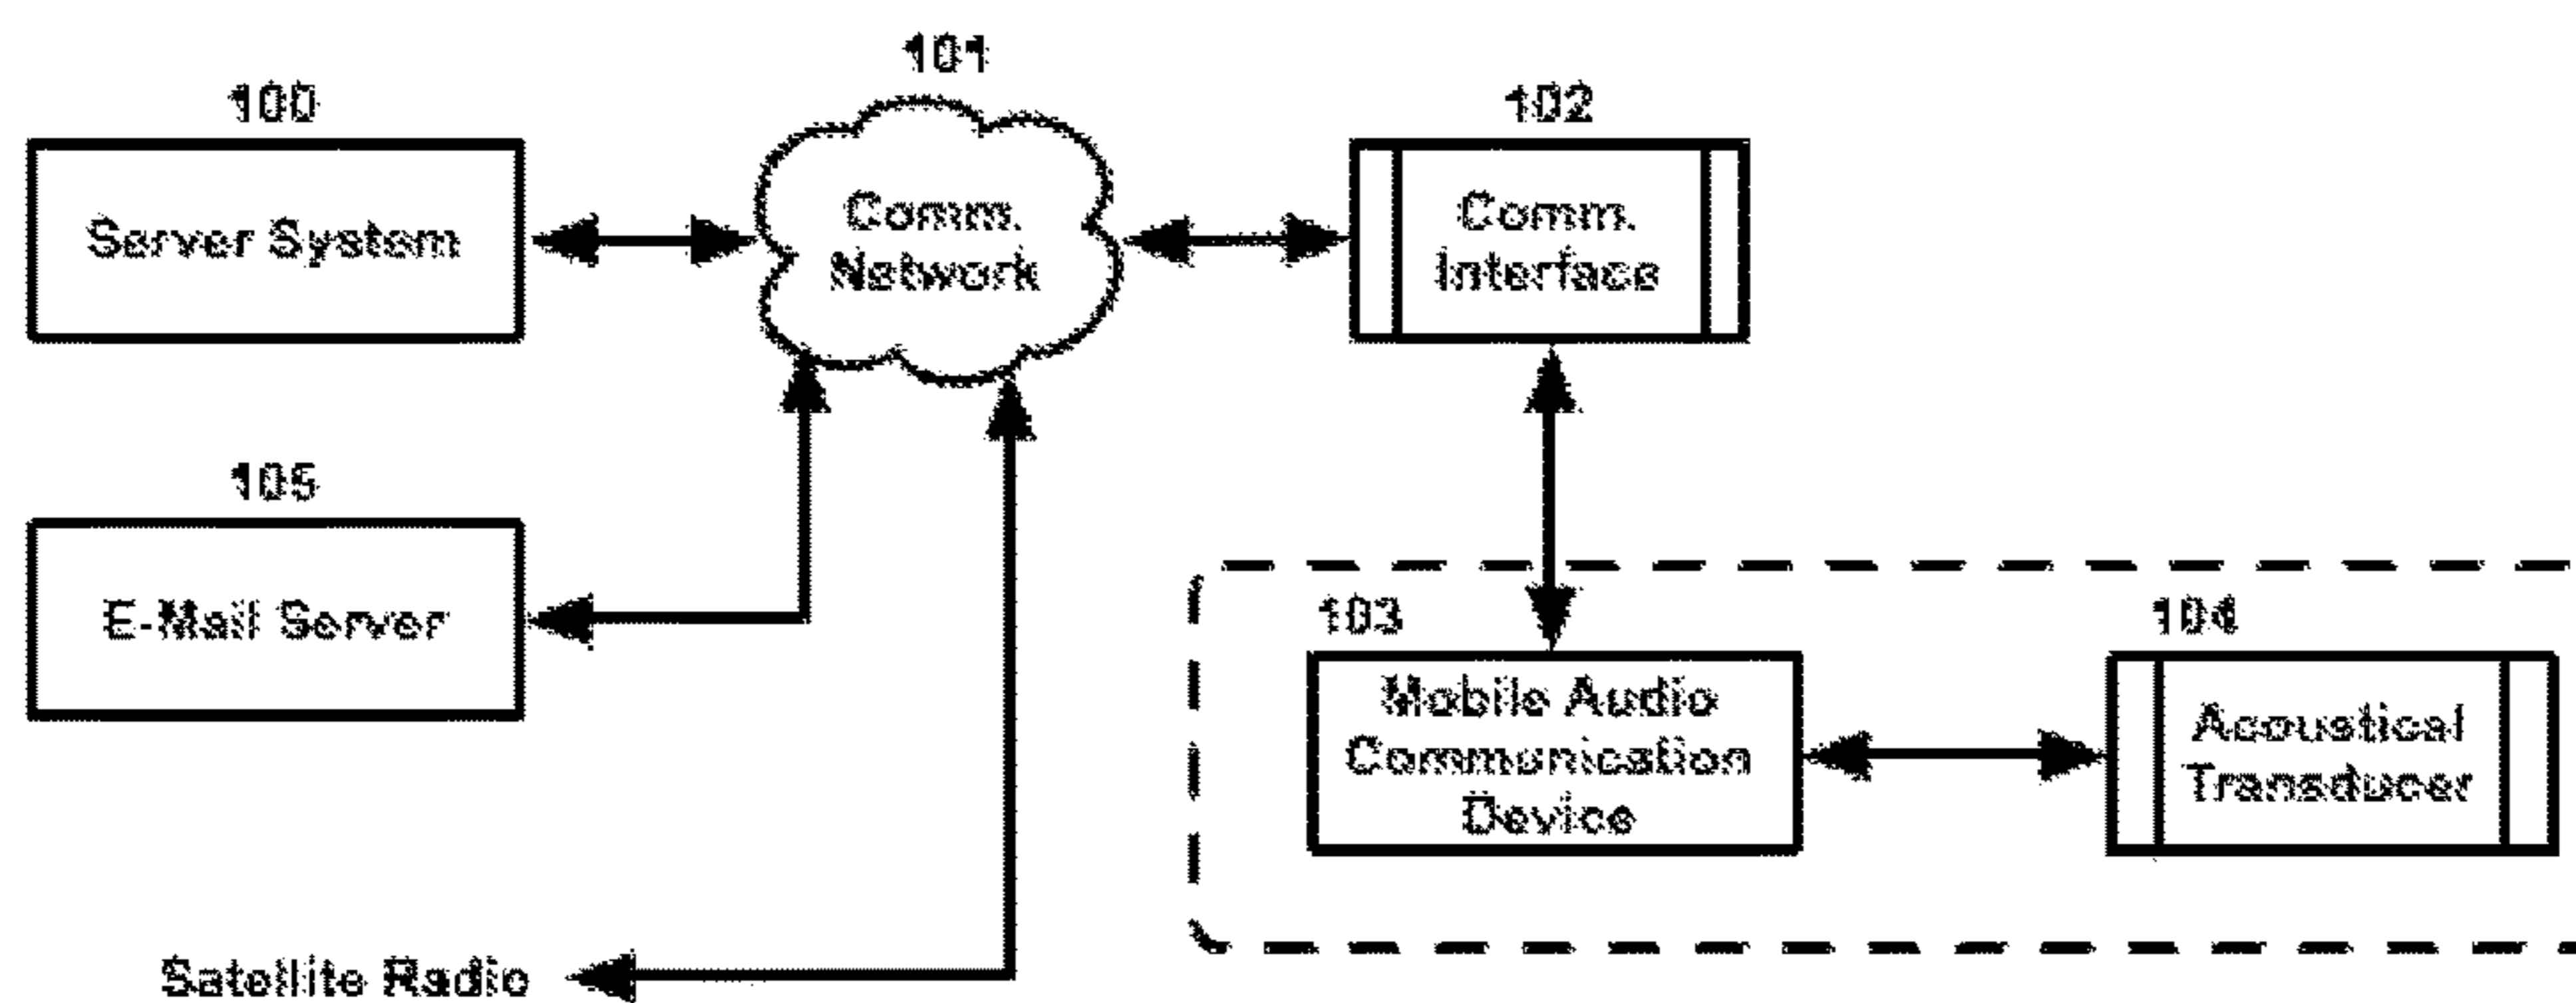 101
100
102
Server System
Comm.
Network
Comm.
Interface
105
E-Mail Server
103
104
Mobile Audio
Communication
Device
Acoustical
Transducer
Satellite Radio